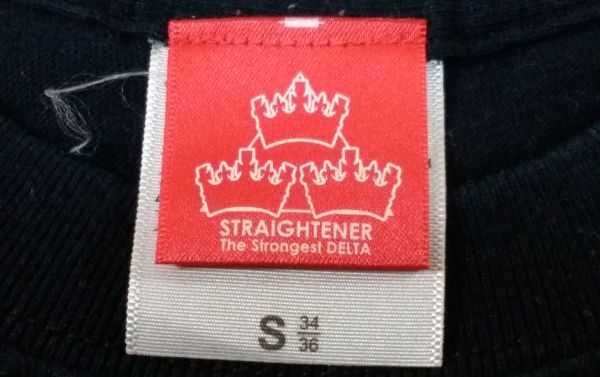 STRAIGHTENER
The Strongest DELTA
S 34/36